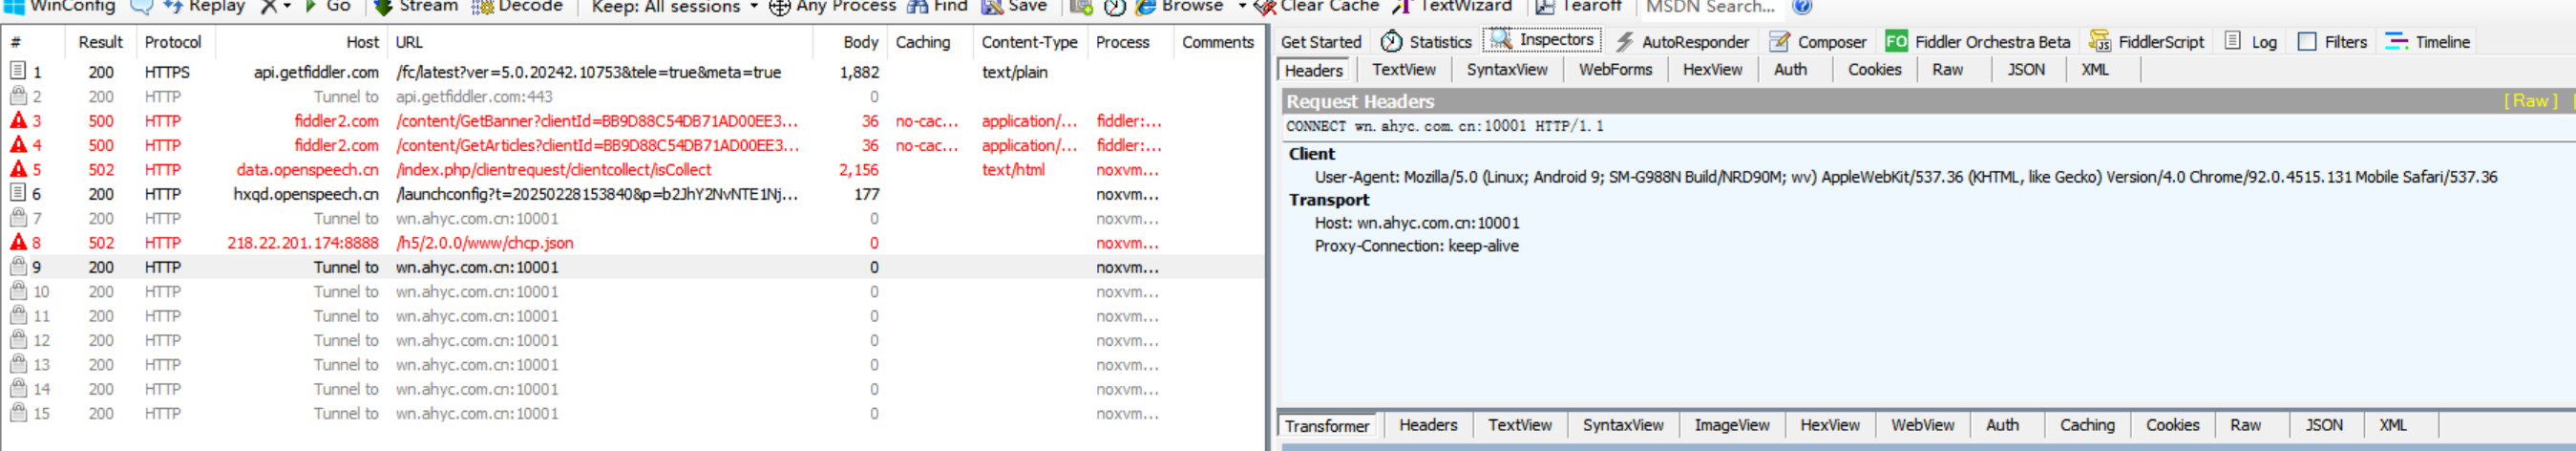 WinConfig Replay X Go Stream Decode Keep: All sessions Any Process Find Save Browse Clear Cache TextWizard Tearoff MSDN Search...
# Result Protocol Host URL Body Caching Content-Type Process Comments
1 200 HTTPS api.getfiddler.com /fc/latest?ver=5.0.20242.10753&tele=true&meta=true 1,882 text/plain
2 200 HTTP Tunnel to api.getfiddler.com:443 0
3 500 HTTP fiddler2.com /content/GetBanner?clientId=BB9D88C54DB71AD00EE3... 36 no-cac... application/... fiddler:...
4 500 HTTP fiddler2.com /content/GetArticles?clientId=BB9D88C54DB71AD00EE3... 36 no-cac... application/... fiddler:...
5 502 HTTP data.openspeech.cn /index.php/clientrequest/clientcollect/isCollect 2,156 text/html noxvm...
6 200 HTTP hxqd.openspeech.cn /launchconfig?t=20250228153840&p=b2JhY2NvNTE1Nj... 177 noxvm...
7 200 HTTP Tunnel to wn.ahyc.com.cn:10001 0 noxvm...
8 502 HTTP 218.22.201.174:8888 /h5/2.0.0/www/chcp.json 0 noxvm...
9 200 HTTP Tunnel to wn.ahyc.com.cn:10001 0 noxvm...
10 200 HTTP Tunnel to wn.ahyc.com.cn:10001 0 noxvm...
11 200 HTTP Tunnel to wn.ahyc.com.cn:10001 0 noxvm...
12 200 HTTP Tunnel to wn.ahyc.com.cn:10001 0 noxvm...
13 200 HTTP Tunnel to wn.ahyc.com.cn:10001 0 noxvm...
14 200 HTTP Tunnel to wn.ahyc.com.cn:10001 0 noxvm...
15 200 HTTP Tunnel to wn.ahyc.com.cn:10001 0 noxvm...
Get Started Statistics Inspectors AutoResponder Composer FO Fiddler Orchestra Beta FiddlerScript Log Filters Timeline
Headers TextView SyntaxView WebForms HexView Auth Cookies Raw JSON XML
Request Headers [Raw] [
CONNECT wn.ahyc.com.cn:10001 HTTP/1.1
Client
User-Agent: Mozilla/5.0 (Linux; Android 9; SM-G988N Build/NRD90M; wv) AppleWebKit/537.36 (KHTML, like Gecko) Version/4.0 Chrome/92.0.4515.131 Mobile Safari/537.36
Transport
Host: wn.ahyc.com.cn:10001
Proxy-Connection: keep-alive
Transformer Headers TextView SyntaxView ImageView HexView WebView Auth Caching Cookies Raw JSON XML